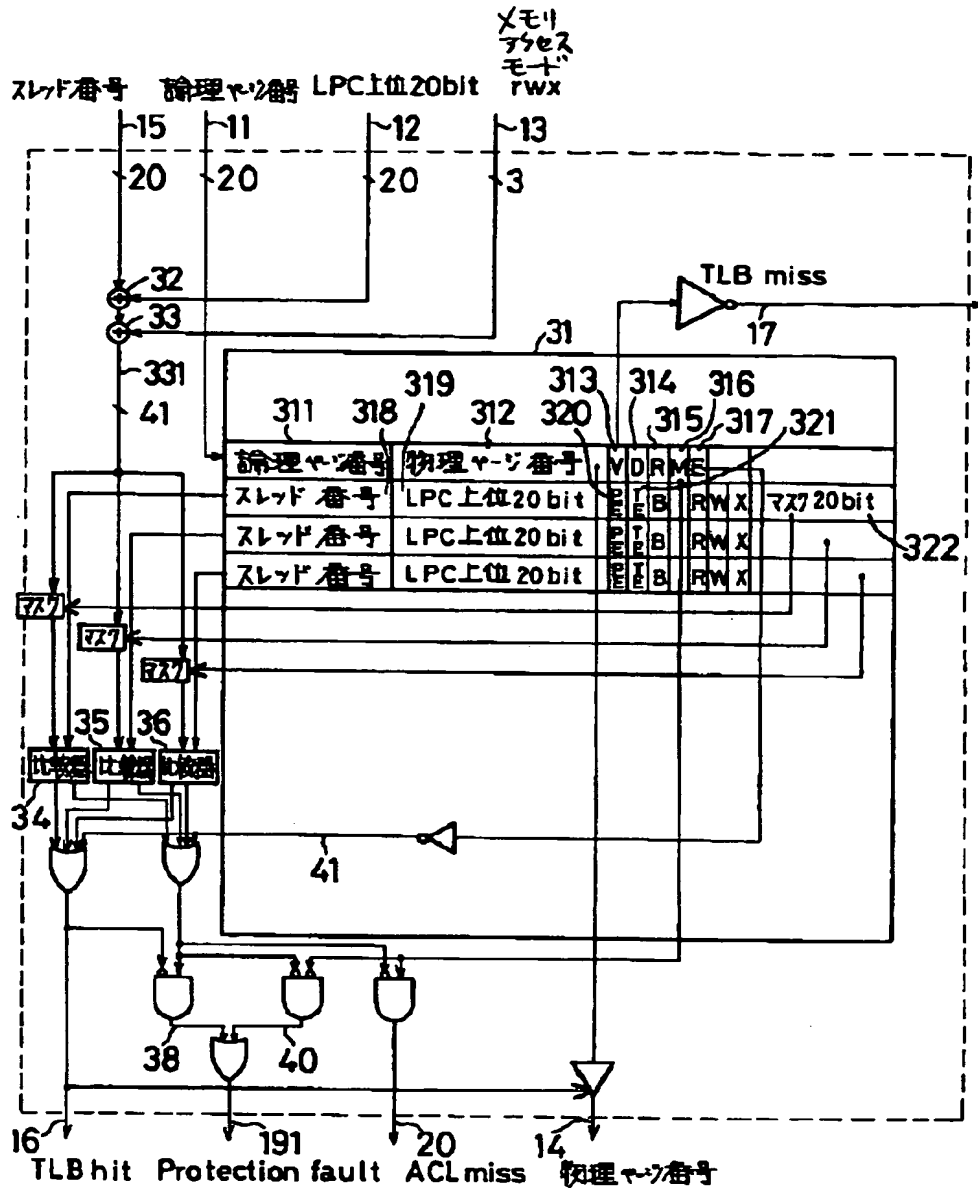 メモリ
アクセス
モード
rwx
スレッド番号 論理ページ番号 LPC上位20bit
15 11 12 13
20 20 20 3
32
33
TLB miss
17
331
31
41
313 314 316
311 318 319 312 320 315 317 321
論理ページ番号 物理ページ番号 V D R M E
スレッド番号 LPC上位20bit PE TE B R W X マスク20bit
スレッド番号 LPC上位20bit PE TE B R W X
322
スレッド番号 LPC上位20bit PE TE B R W X
マスク
マスク
マスク
35 36
比較器 比較器 比較器
34
41
38 40
16 191 20 14
TLB hit Protection fault ACL miss 物理ページ番号